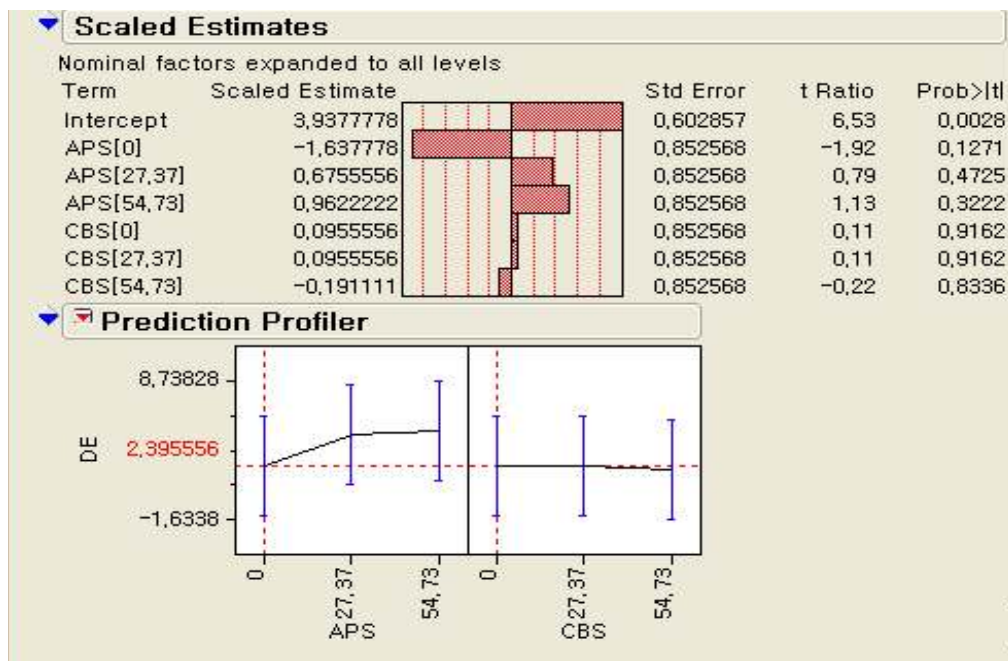 Scaled Estimates
Nominal factors expanded to all levels
Term Scaled Estimate Std Error t Ratio Prob>|t|
Intercept 3,9377778 0,602857 6,53 0,0028
APS[0] -1,637778 0,852568 -1,92 0,1271
APS[27,37] 0,6755556 0,852568 0,79 0,4725
APS[54,73] 0,9622222 0,852568 1,13 0,3222
CBS[0] 0,0955556 0,852568 0,11 0,9162
CBS[27,37] 0,0955556 0,852568 0,11 0,9162
CBS[54,73] -0,191111 0,852568 -0,22 0,8336
Prediction Profiler
8,73828
DE 2,395556
-1,6338
0 27,37 54,73 0 27,37 54,73
APS CBS